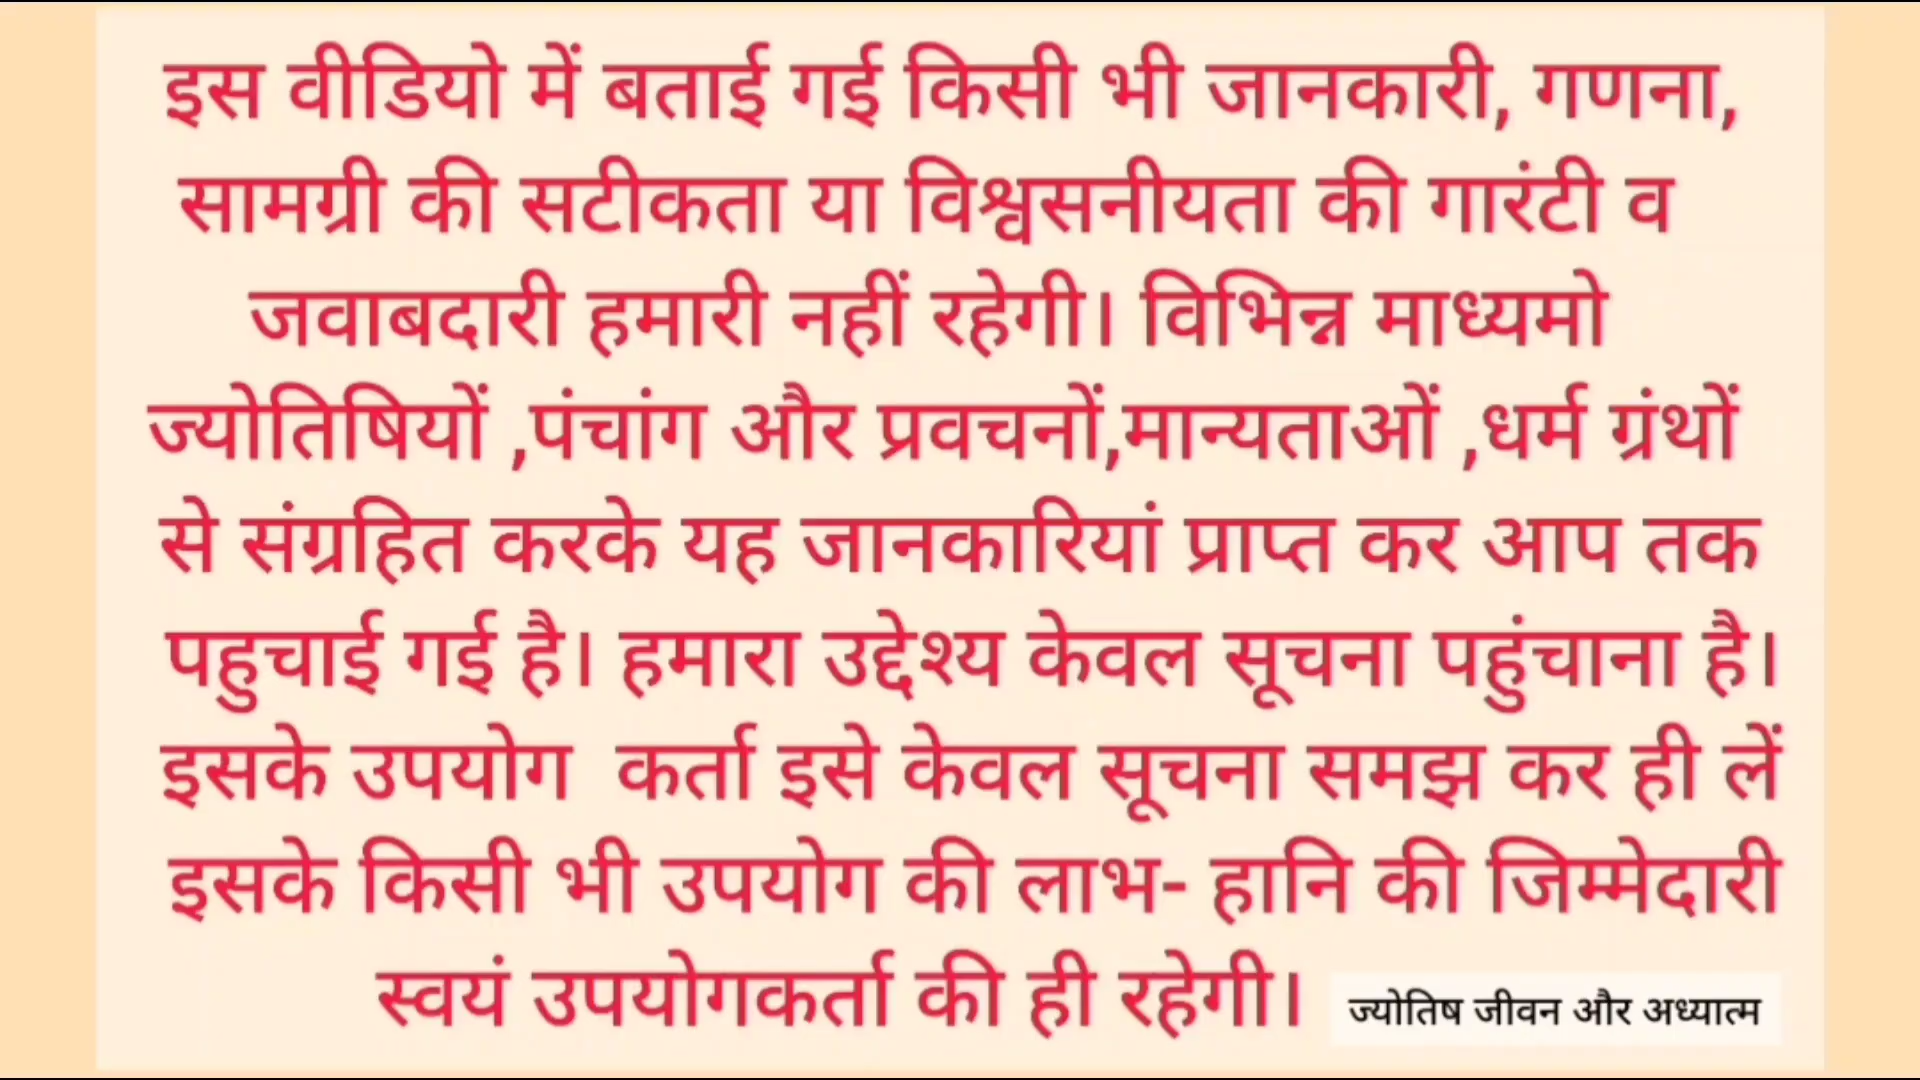 इस वीडियो में बताई गई किसी भी जानकारी, गणना,
सामग्री की सटीकता या विश्वसनीयता की गारंटी व
जवाबदारी हमारी नहीं रहेगी। विभिन्न माध्यमो
ज्योतिषियों ,पंचांग और प्रवचनों,मान्यताओं ,धर्म ग्रंथों
से संग्रहित करके यह जानकारियां प्राप्त कर आप तक
पहुचाई गई है। हमारा उद्देश्य केवल सूचना पहुंचाना है।
इसके उपयोग  कर्ता इसे केवल सूचना समझ कर ही लें
इसके किसी भी उपयोग की लाभ- हानि की जिम्मेदारी
स्वयं उपयोगकर्ता की ही रहेगी।
ज्योतिष जीवन और अध्यात्म